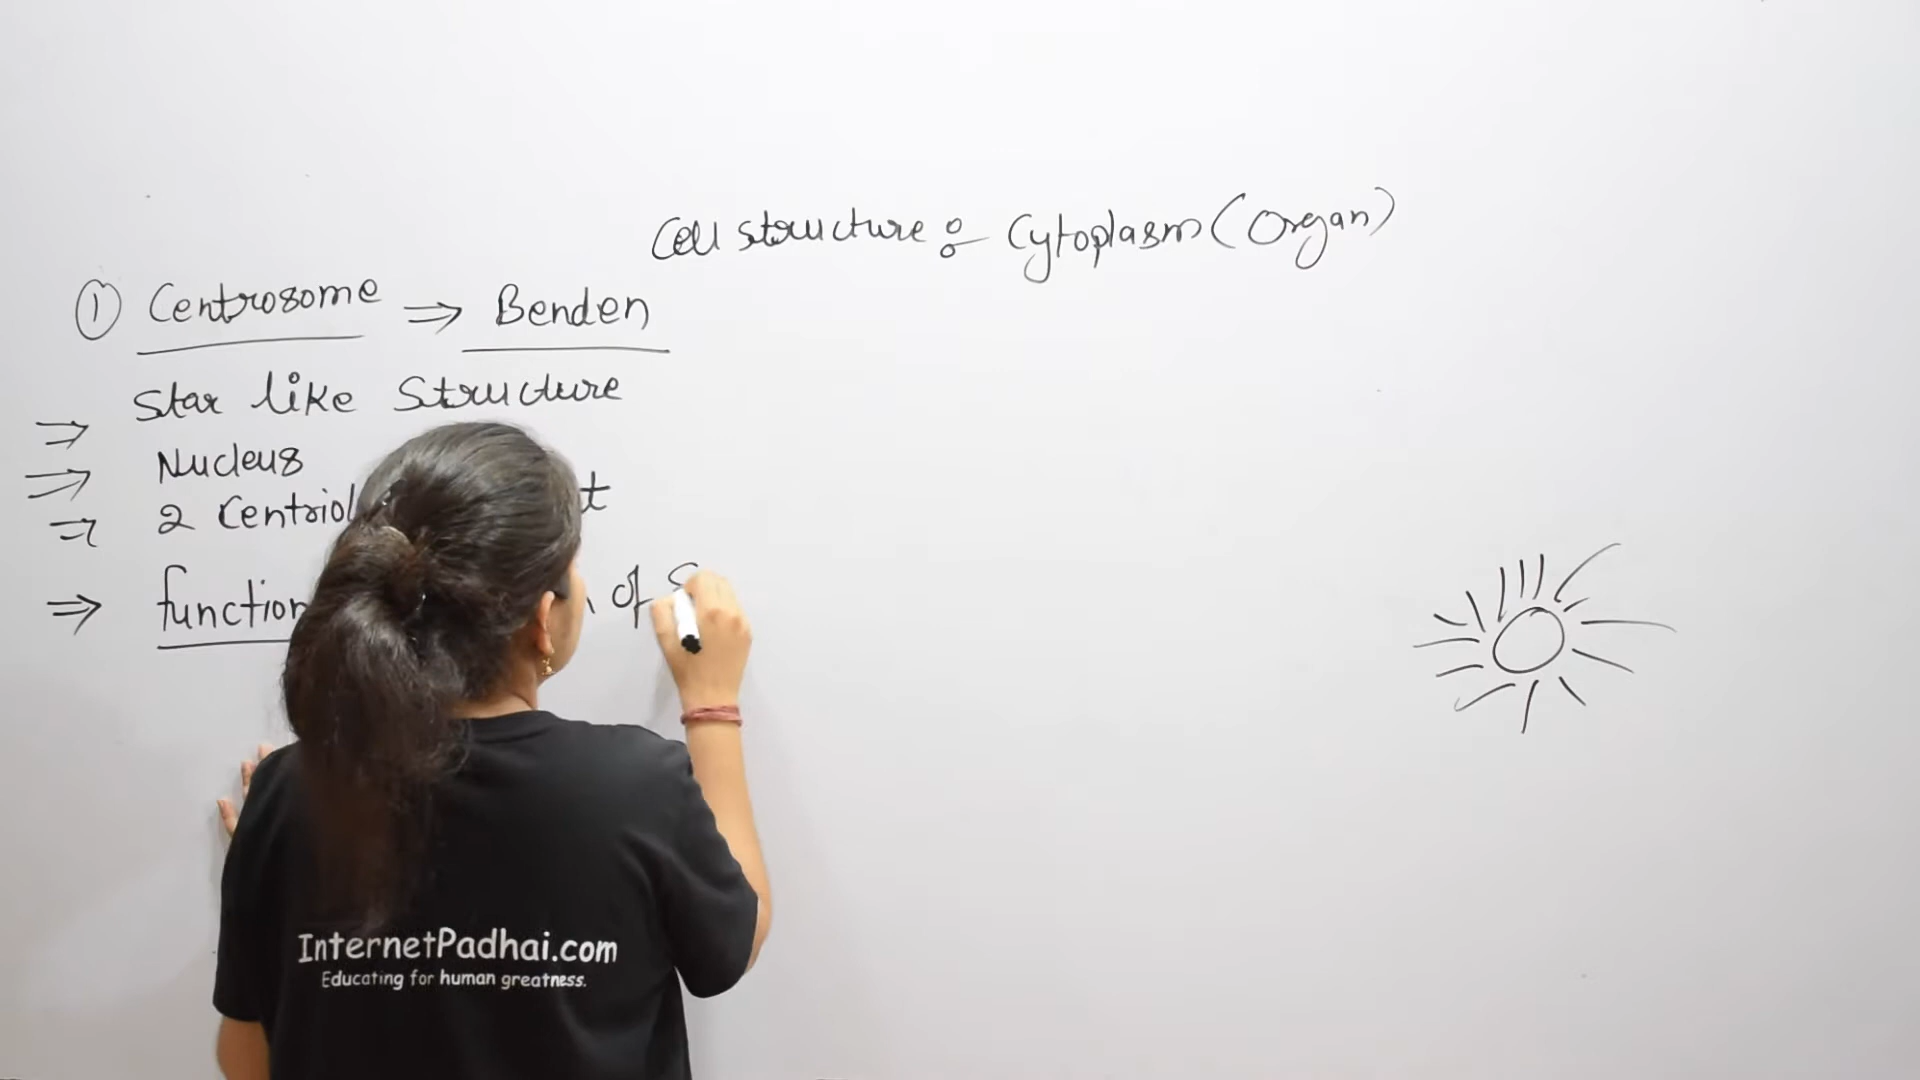 Cell structure :- Cytoplasm (Organ)
① Centrosome ⇒ Benden
⇒ Star like Structure
⇒ Nucleus
⇒ 2
⇒ function of
InternetPadhai.com
Educating for human greatness.